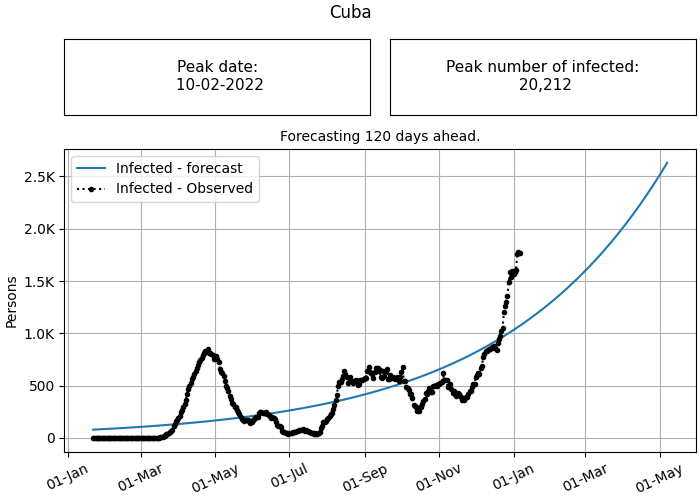 Cuba
Peak date:
10-02-2022
Peak number of infected:
20,212
Forecasting 120 days ahead.
Infected - forecast
Infected - Observed
Persons
2.5K
2.0K
1.5K
1.0K
500
0
01-Jan
01-Mar
01-May
01-Jul
01-Sep
01-Nov
01-Jan
01-Mar
01-May